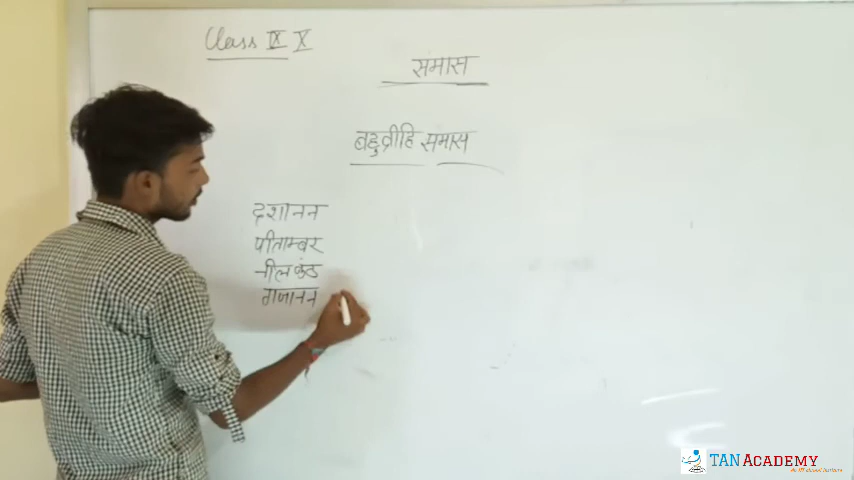 Class IX X
समास
बहुव्रीहि समास
दशानन
पीताम्बर
नीलकंठ
गजानन
TAN ACADEMY